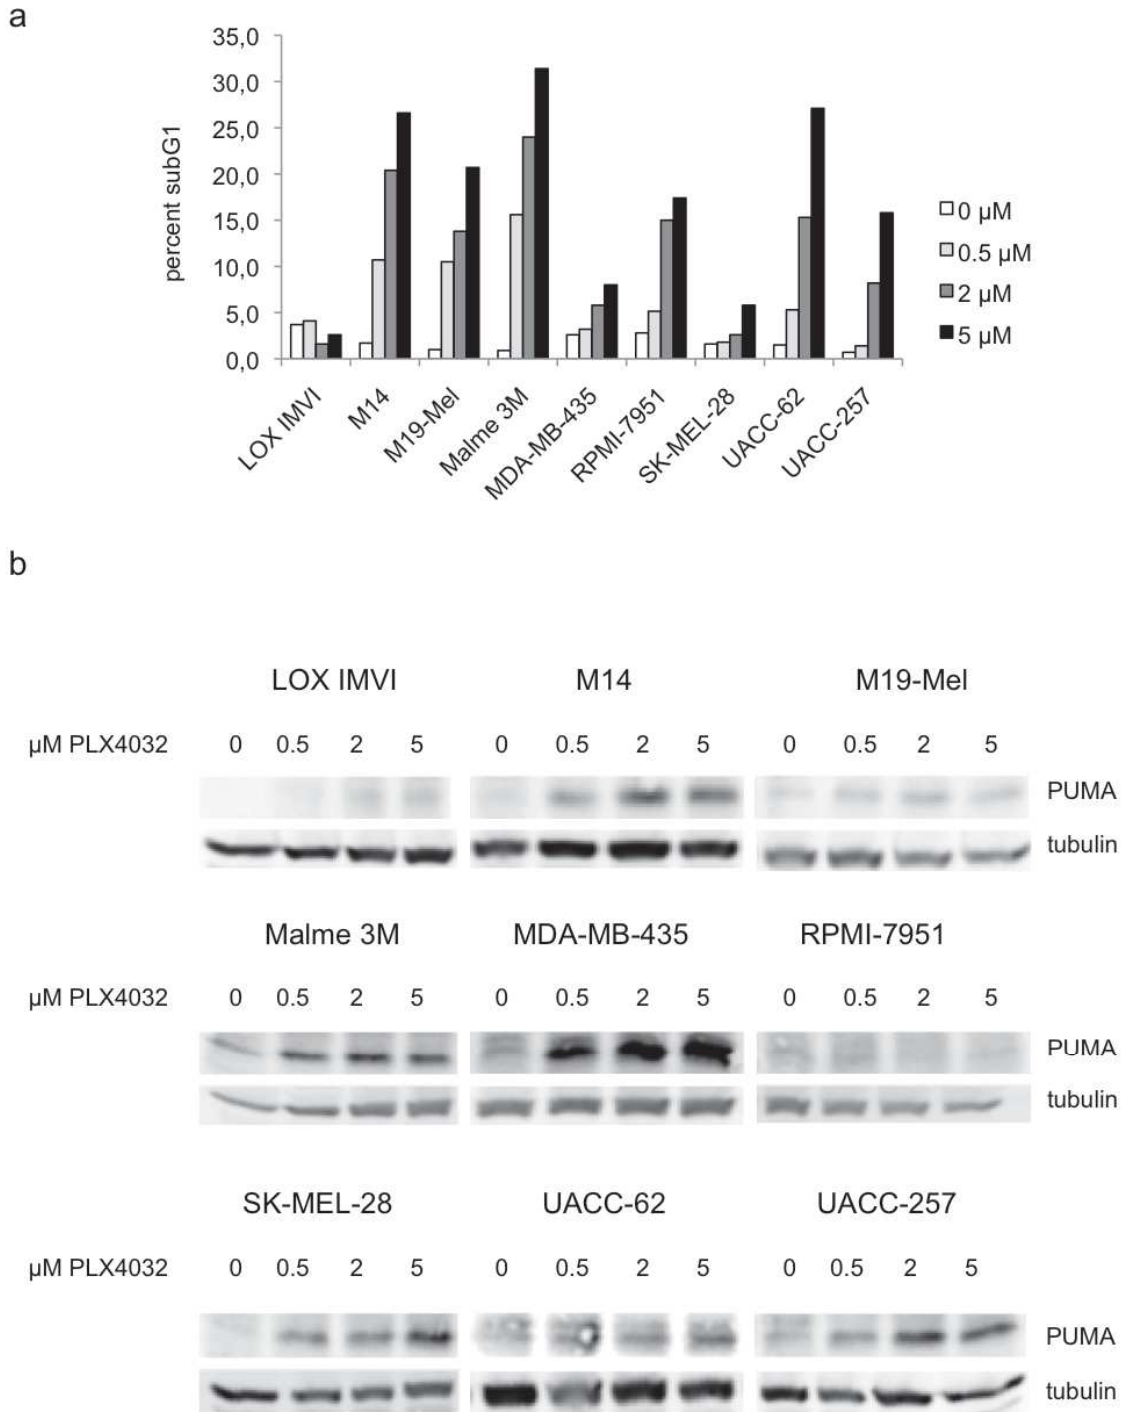 a
35,0
30,0
25,0
20,0
15,0
10,0
5,0
0,0
percent subG1
LOX IMVI
M14
M19-Mel
Malme 3M
MDA-MB-435
RPMI-7951
SK-MEL-28
UACC-62
UACC-257
0 µM
0.5 µM
2 µM
5 µM
b
LOX IMVI M14 M19-Mel
µM PLX4032 0 0.5 2 5 0 0.5 2 5 0 0.5 2 5
PUMA
tubulin
Malme 3M MDA-MB-435 RPMI-7951
µM PLX4032 0 0.5 2 5 0 0.5 2 5 0 0.5 2 5
PUMA
tubulin
SK-MEL-28 UACC-62 UACC-257
µM PLX4032 0 0.5 2 5 0 0.5 2 5 0 0.5 2 5
PUMA
tubulin